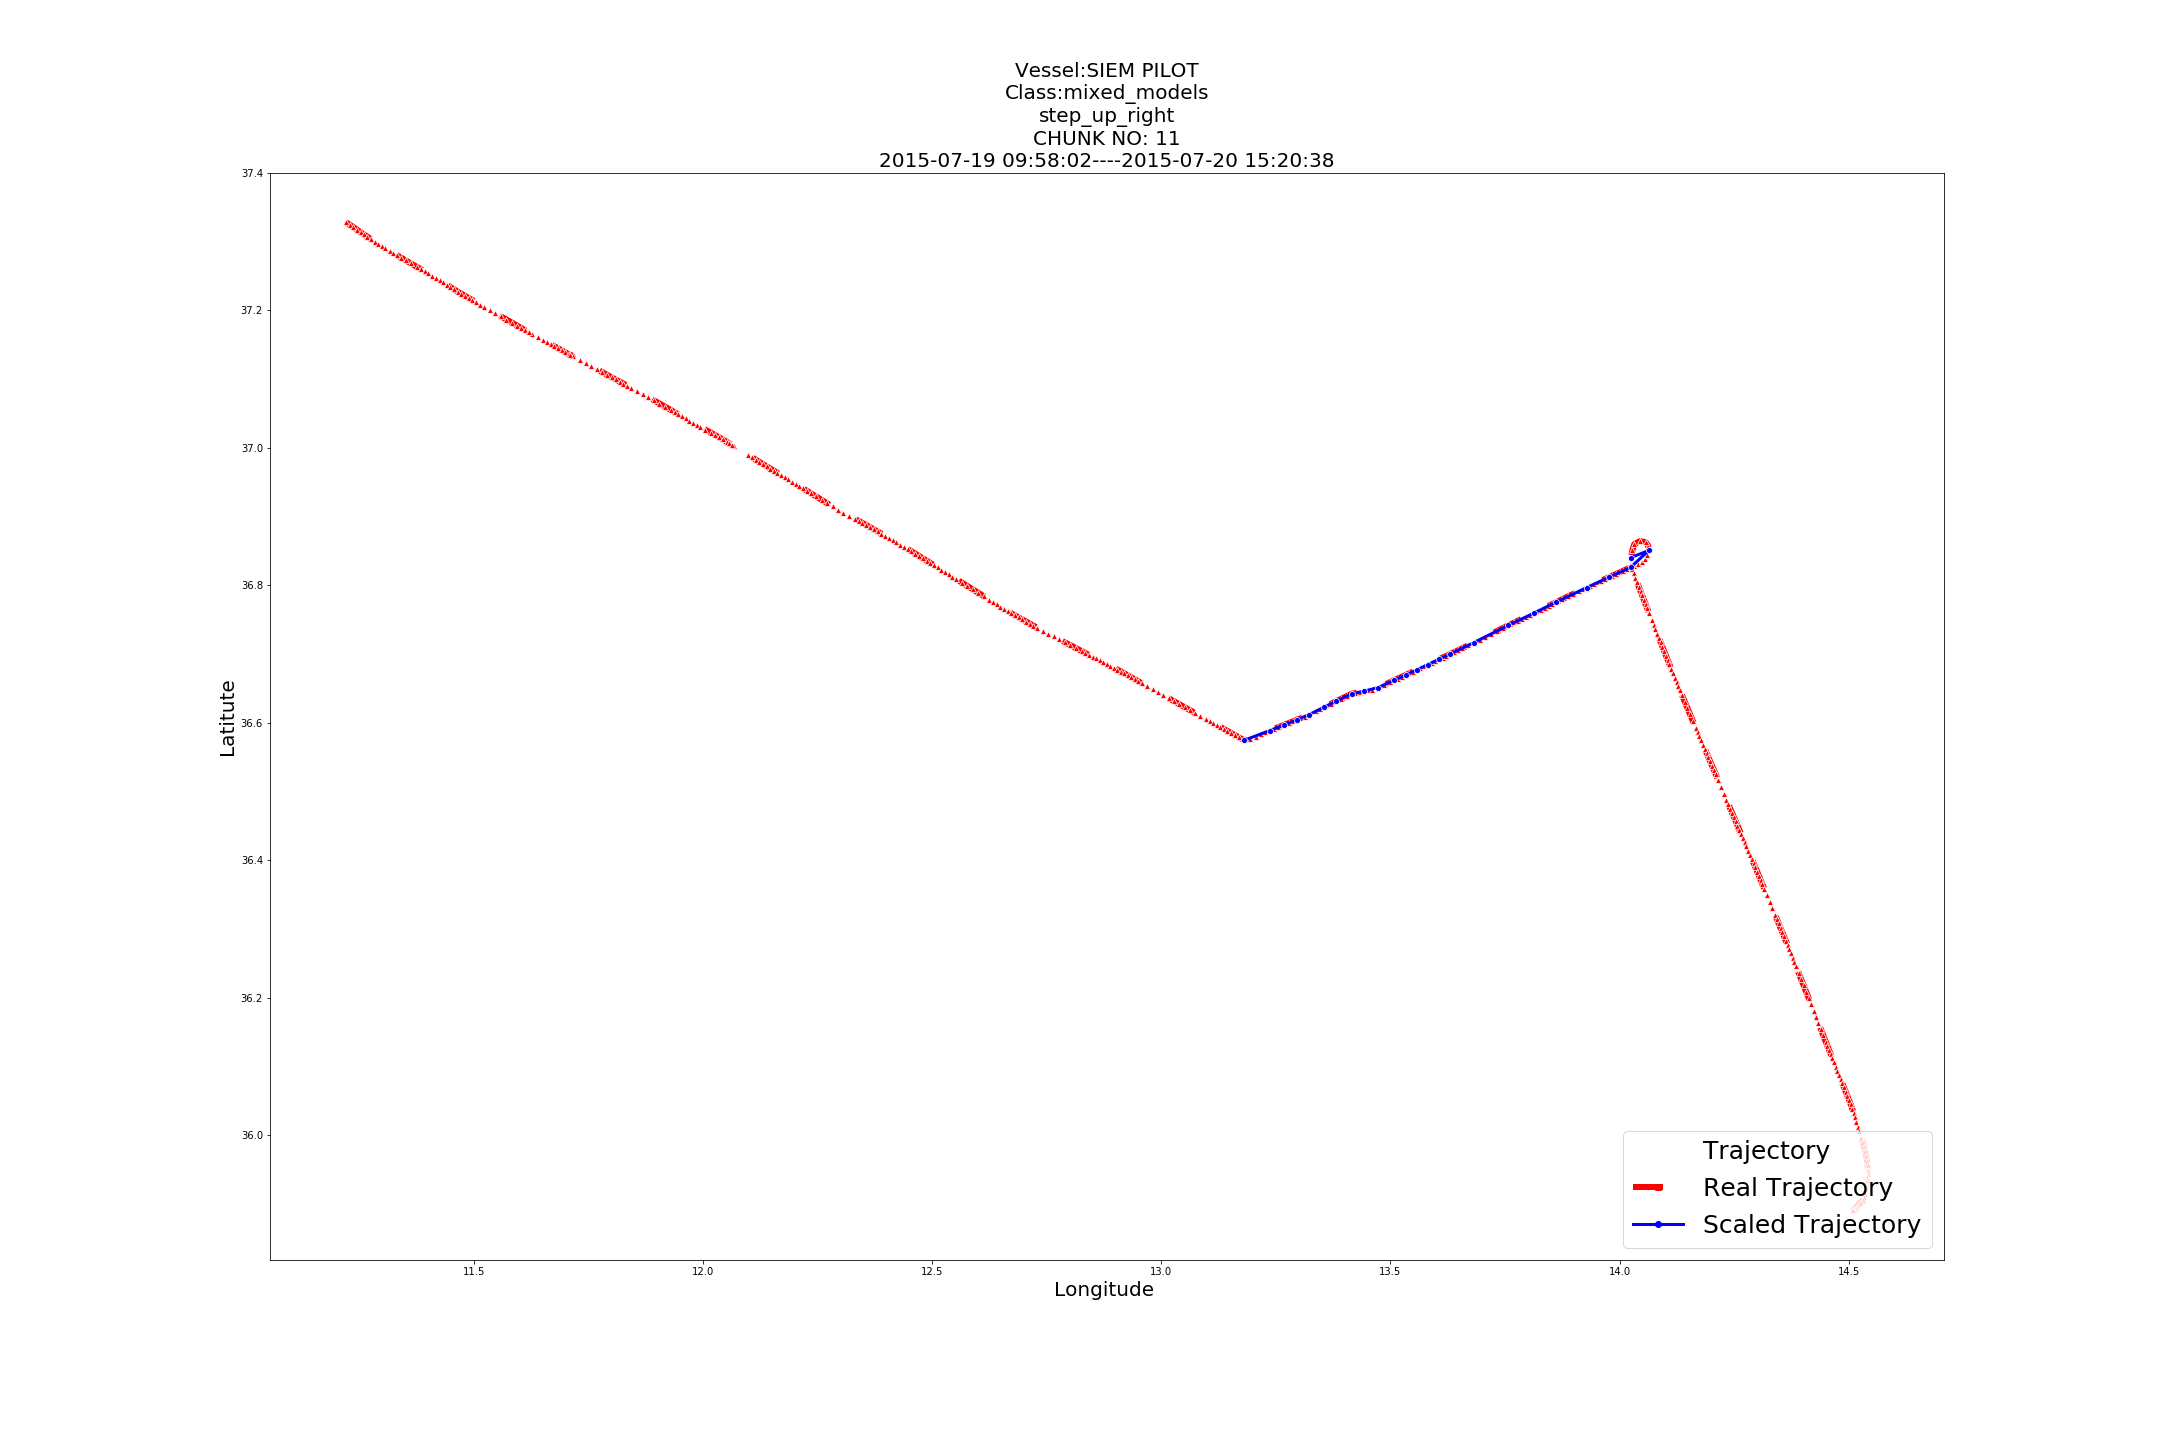 Vessel:SIEM PILOT
Class:mixed_models
step_up_right
CHUNK NO: 11
2015-07-19 09:58:02----2015-07-20 15:20:38
37.4
37.2
37.0
36.8
36.6
36.4
36.2
36.0
Latitute
11.5
12.0
12.5
13.0
13.5
14.0
14.5
Longitude
Trajectory
Real Trajectory
Scaled Trajectory